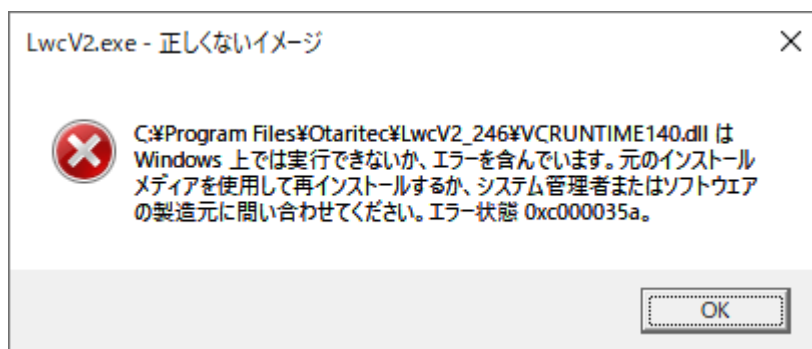 LwcV2.exe - 正しくないイメージ
C:¥Program Files¥Otaritec¥LwcV2_246¥VCRUNTIME140.dll は
Windows 上では実行できないか、エラーを含んでいます。元のインストール
メディアを使用して再インストールするか、システム管理者またはソフトウェア
の製造元に問い合わせてください。エラー状態 0xc000035a。
OK